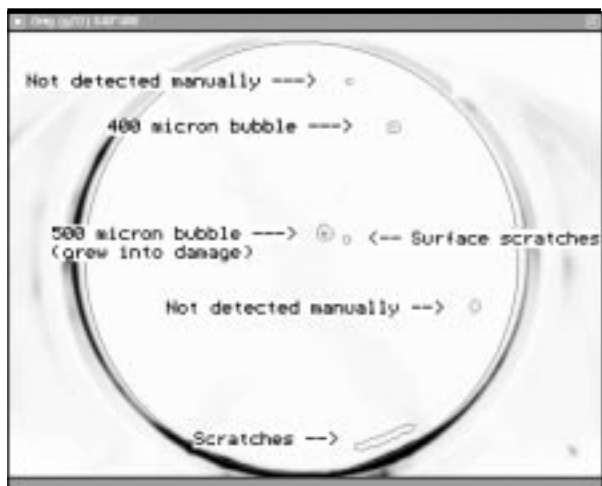 Not detected manually --->
400 micron bubble --->
500 micron bubble --->
(grew into damage)
<-- Surface scratches
Not detected manually -->
Scratches -->